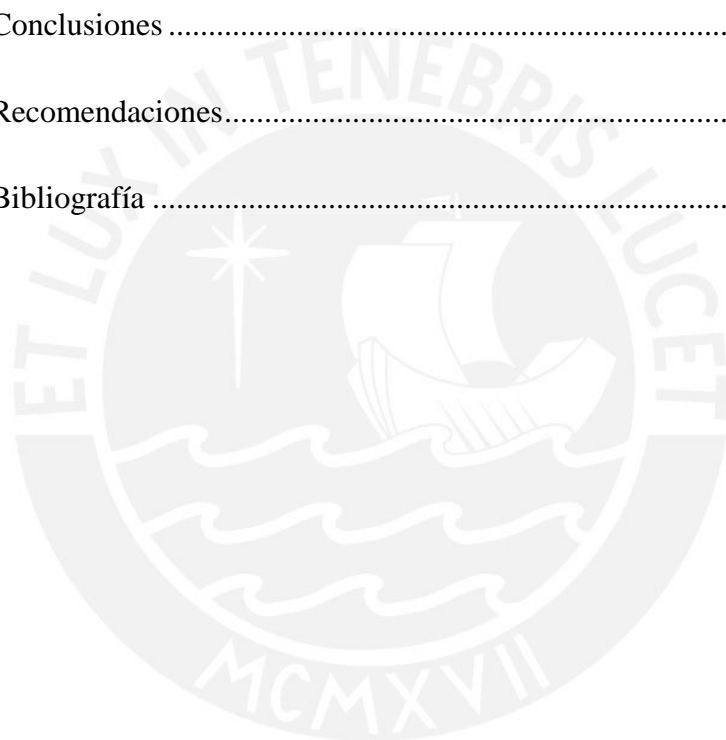 Conclusiones ......................................................................
Recomendaciones...............................................................
Bibliografía ........................................................................
ET LUX IN TENEBRIS LUCET
MCMXVII